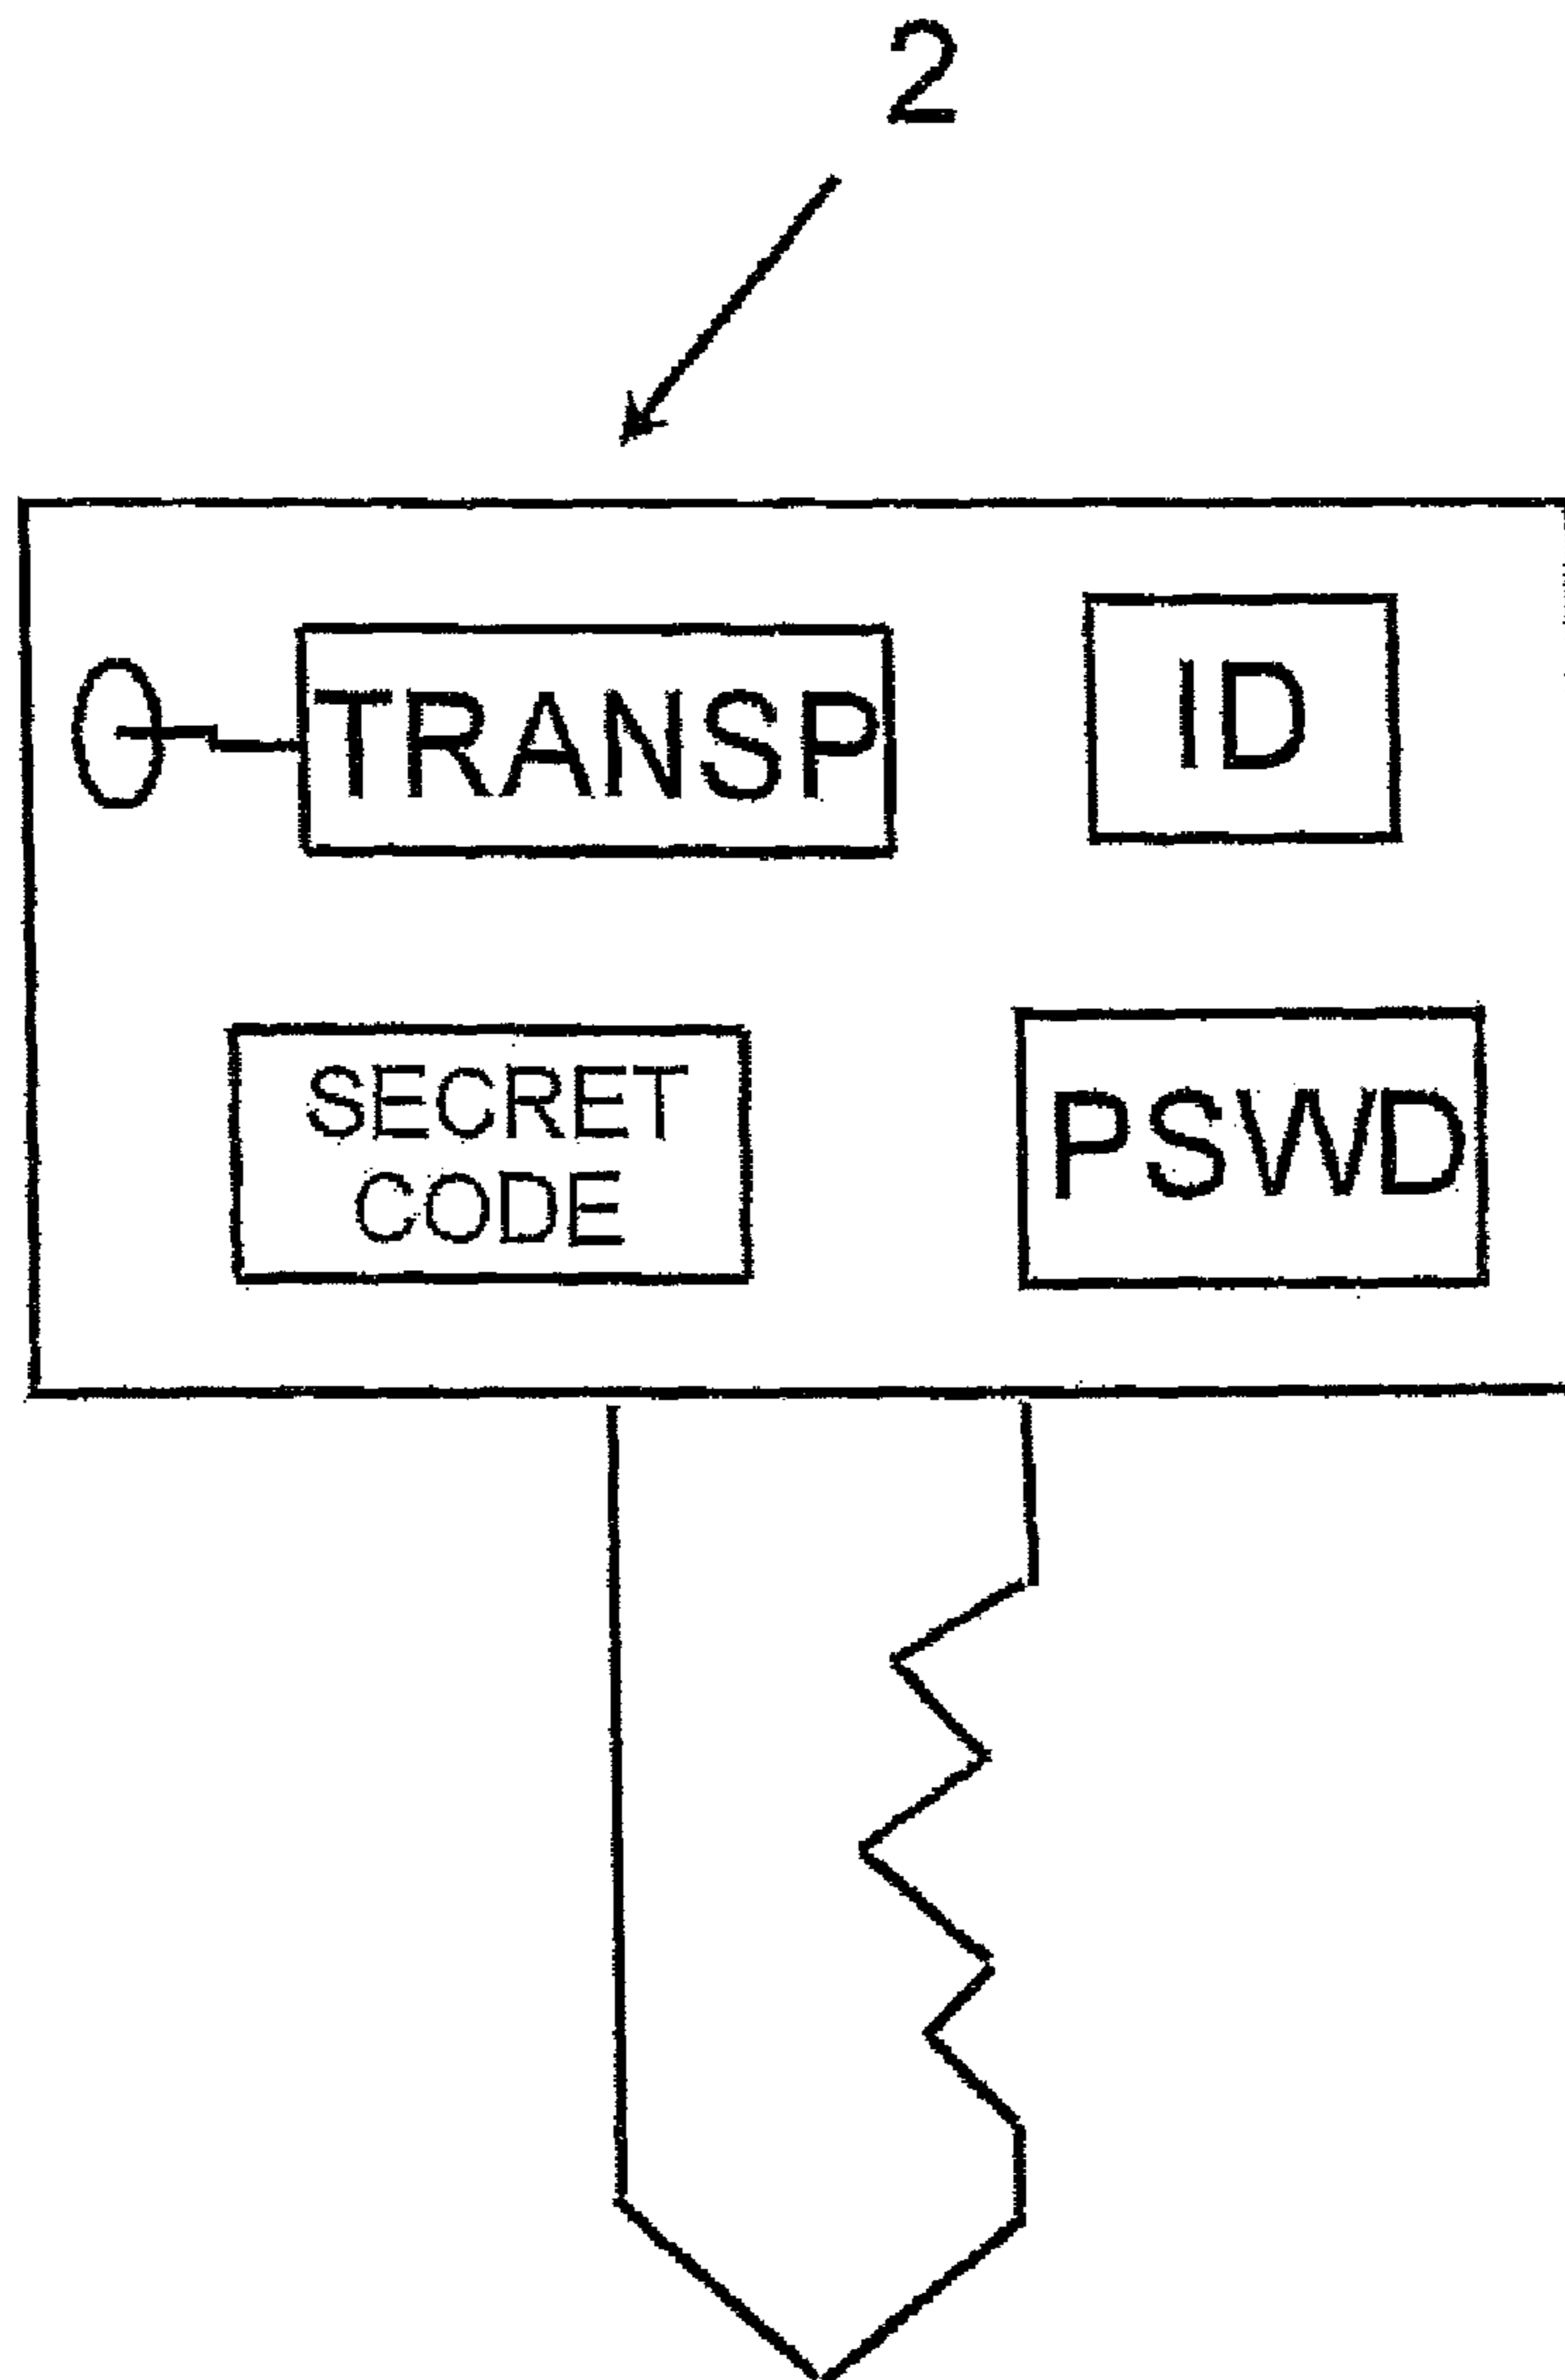 2
TRANSP
ID
SECRET
CODE
PSWD